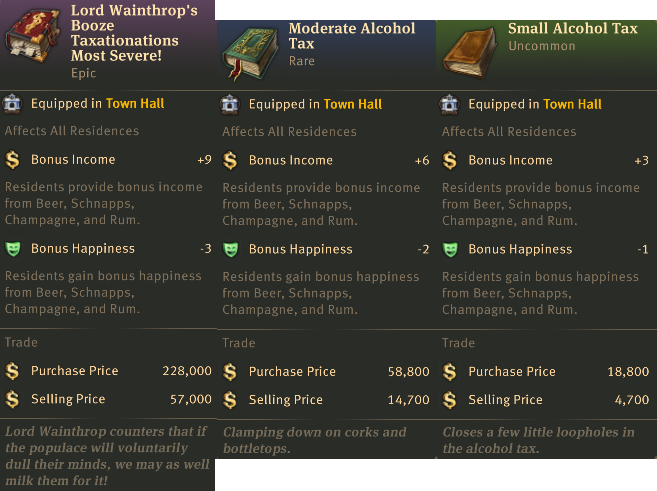 Lord Wainthrop's
Booze
Taxationations
Most Severe!
Epic
Equipped in Town Hall
Affects All Residences
Bonus Income +9
Residents provide bonus income
from Beer, Schnapps,
Champagne, and Rum.
Bonus Happiness -3
Residents gain bonus happiness
from Beer, Schnapps,
Champagne, and Rum.
Trade
Purchase Price 228,000
Selling Price 57,000
Lord Wainthrop counters that if
the populace will voluntarily
dull their minds, we may as well
milk them for it!
Moderate Alcohol
Tax
Rare
Equipped in Town Hall
Affects All Residences
Bonus Income +6
Residents provide bonus income
from Beer, Schnapps,
Champagne, and Rum.
Bonus Happiness -2
Residents gain bonus happiness
from Beer, Schnapps,
Champagne, and Rum.
Trade
Purchase Price 58,800
Selling Price 14,700
Clamping down on corks and
bottletops.
Small Alcohol Tax
Uncommon
Equipped in Town Hall
Affects All Residences
Bonus Income +3
Residents provide bonus income
from Beer, Schnapps,
Champagne, and Rum.
Bonus Happiness -1
Residents gain bonus happiness
from Beer, Schnapps,
Champagne, and Rum.
Trade
Purchase Price 18,800
Selling Price 4,700
Closes a few little loopholes in
the alcohol tax.